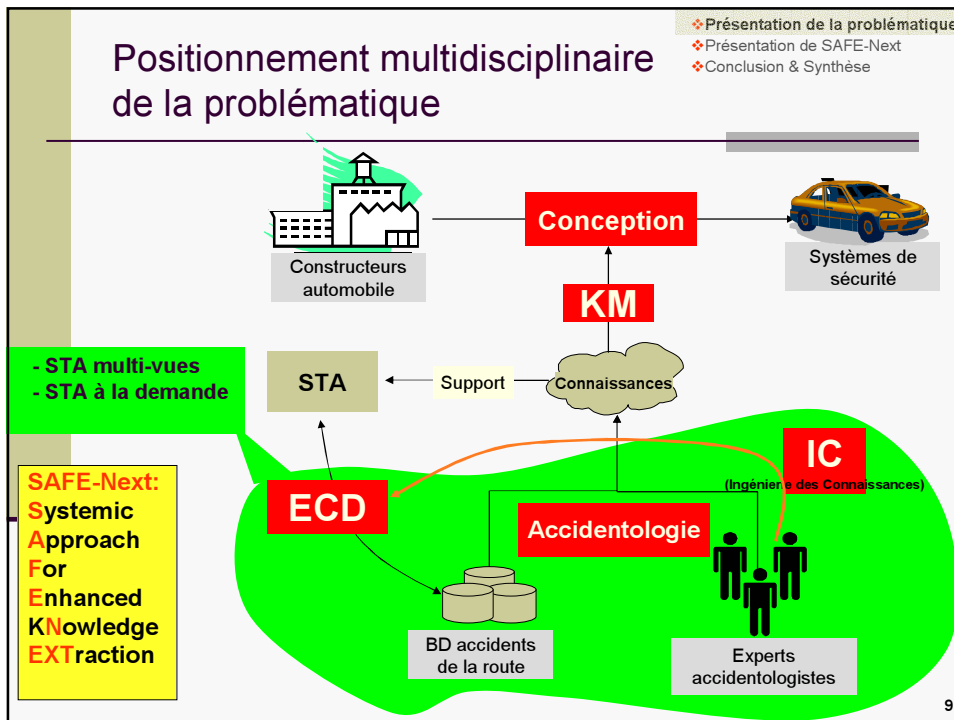 Positionnement multidisciplinaire
de la problématique
❖Présentation de la problématique
❖Présentation de SAFE-Next
❖Conclusion & Synthèse
Constructeurs
automobile
Conception
Systèmes de
sécurité
KM
- STA multi-vues
- STA à la demande
STA
Support
Connaissances
IC
(Ingénierie des Connaissances)
SAFE-Next:
Systemic
Approach
For
Enhanced
KNowledge
EXTraction
ECD
Accidentologie
BD accidents
de la route
Experts
accidentologistes
9